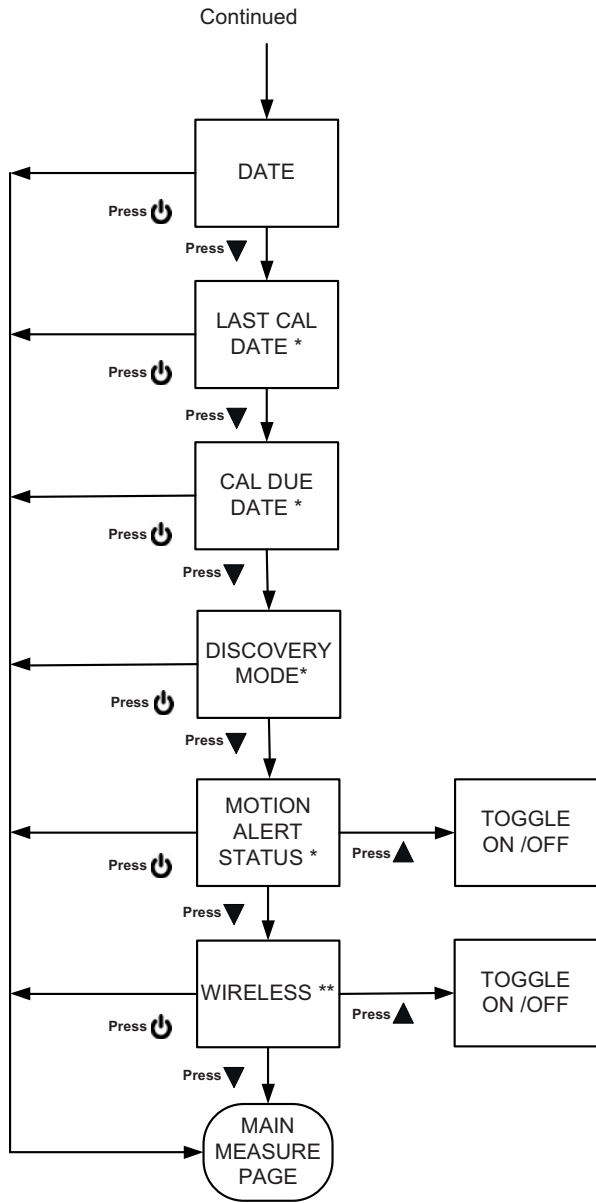 Continued
DATE
Press
Press
LAST CAL
DATE *
Press
Press
CAL DUE
DATE *
Press
Press
DISCOVERY
MODE*
Press
Press
MOTION
ALERT
STATUS *
Press
TOGGLE
ON /OFF
Press
Press
WIRELESS **
Press
TOGGLE
ON /OFF
Press
Press
MAIN
MEASURE
PAGE